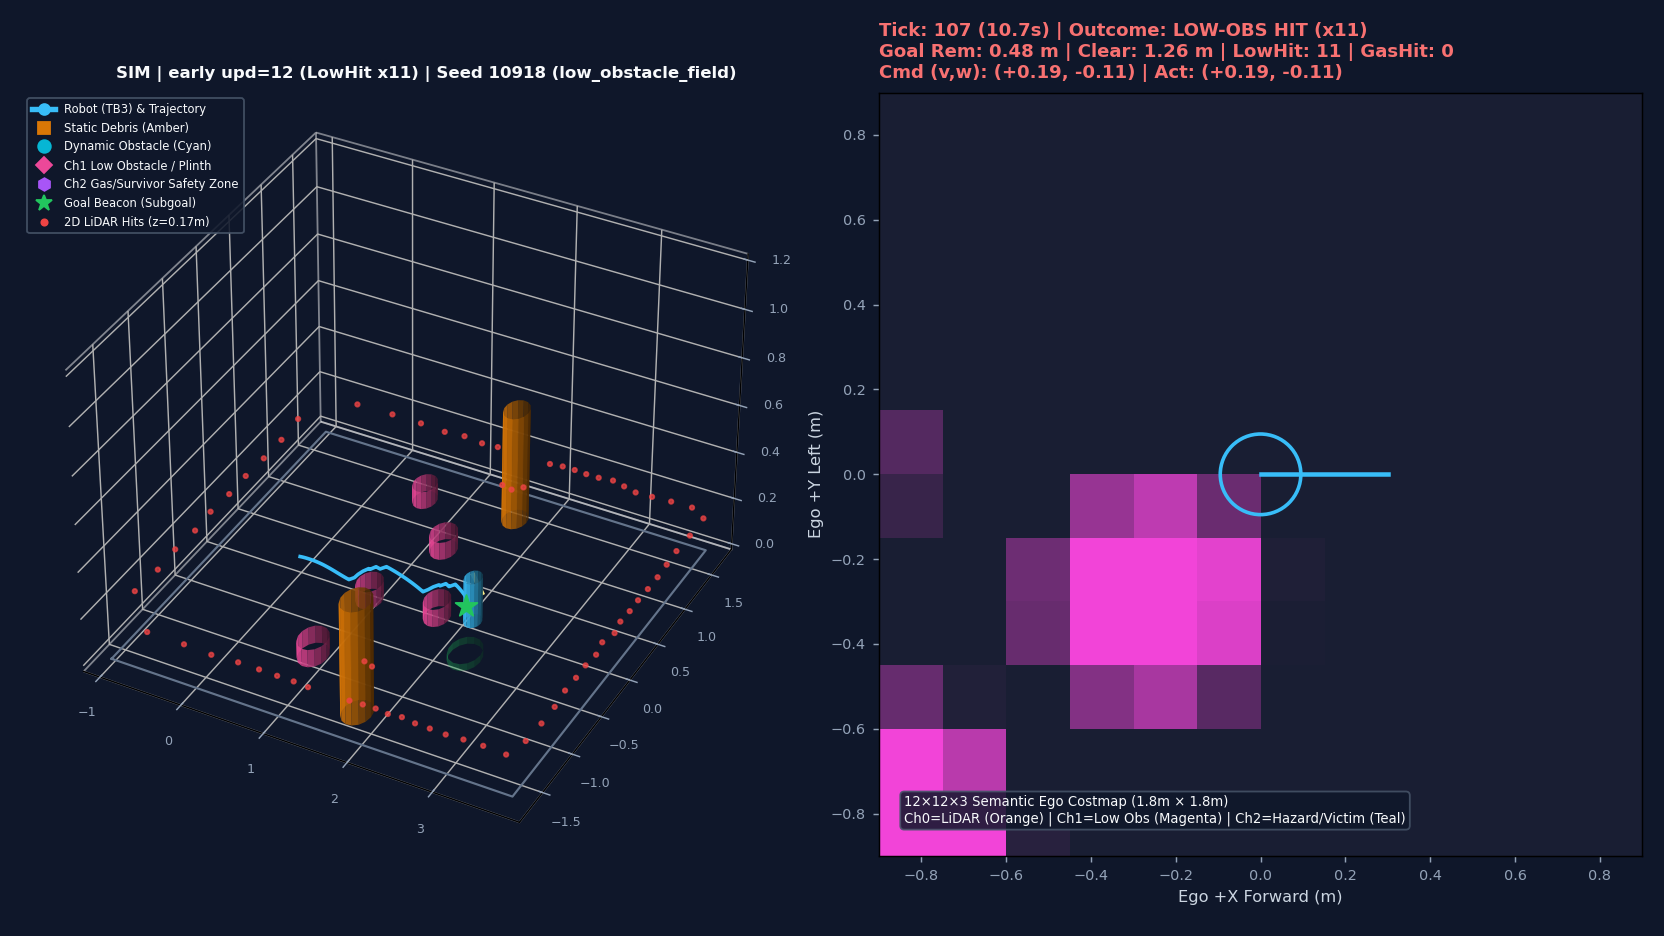 SIM | early upd=12 (LowHit x11) | Seed 10918 (low_obstacle_field)
Robot (TB3) & Trajectory
Static Debris (Amber)
Dynamic Obstacle (Cyan)
Ch1 Low Obstacle / Plinth
Ch2 Gas/Survivor Safety Zone
Goal Beacon (Subgoal)
2D LiDAR Hits (z=0.17m)
1.2
1.0
0.8
0.6
0.4
0.2
0.0
1.5
1.0
0.5
0.0
−0.5
−1.0
−1.5
−1
0
1
2
3
Tick: 107 (10.7s) | Outcome: LOW-OBS HIT (x11)
Goal Rem: 0.48 m | Clear: 1.26 m | LowHit: 11 | GasHit: 0
Cmd (v,w): (+0.19, -0.11) | Act: (+0.19, -0.11)
Ego +Y Left (m)
0.8
0.6
0.4
0.2
0.0
−0.2
−0.4
−0.6
−0.8
12×12×3 Semantic Ego Costmap (1.8m × 1.8m)
Ch0=LiDAR (Orange) | Ch1=Low Obs (Magenta) | Ch2=Hazard/Victim (Teal)
−0.8 −0.6 −0.4 −0.2 0.0 0.2 0.4 0.6 0.8
Ego +X Forward (m)